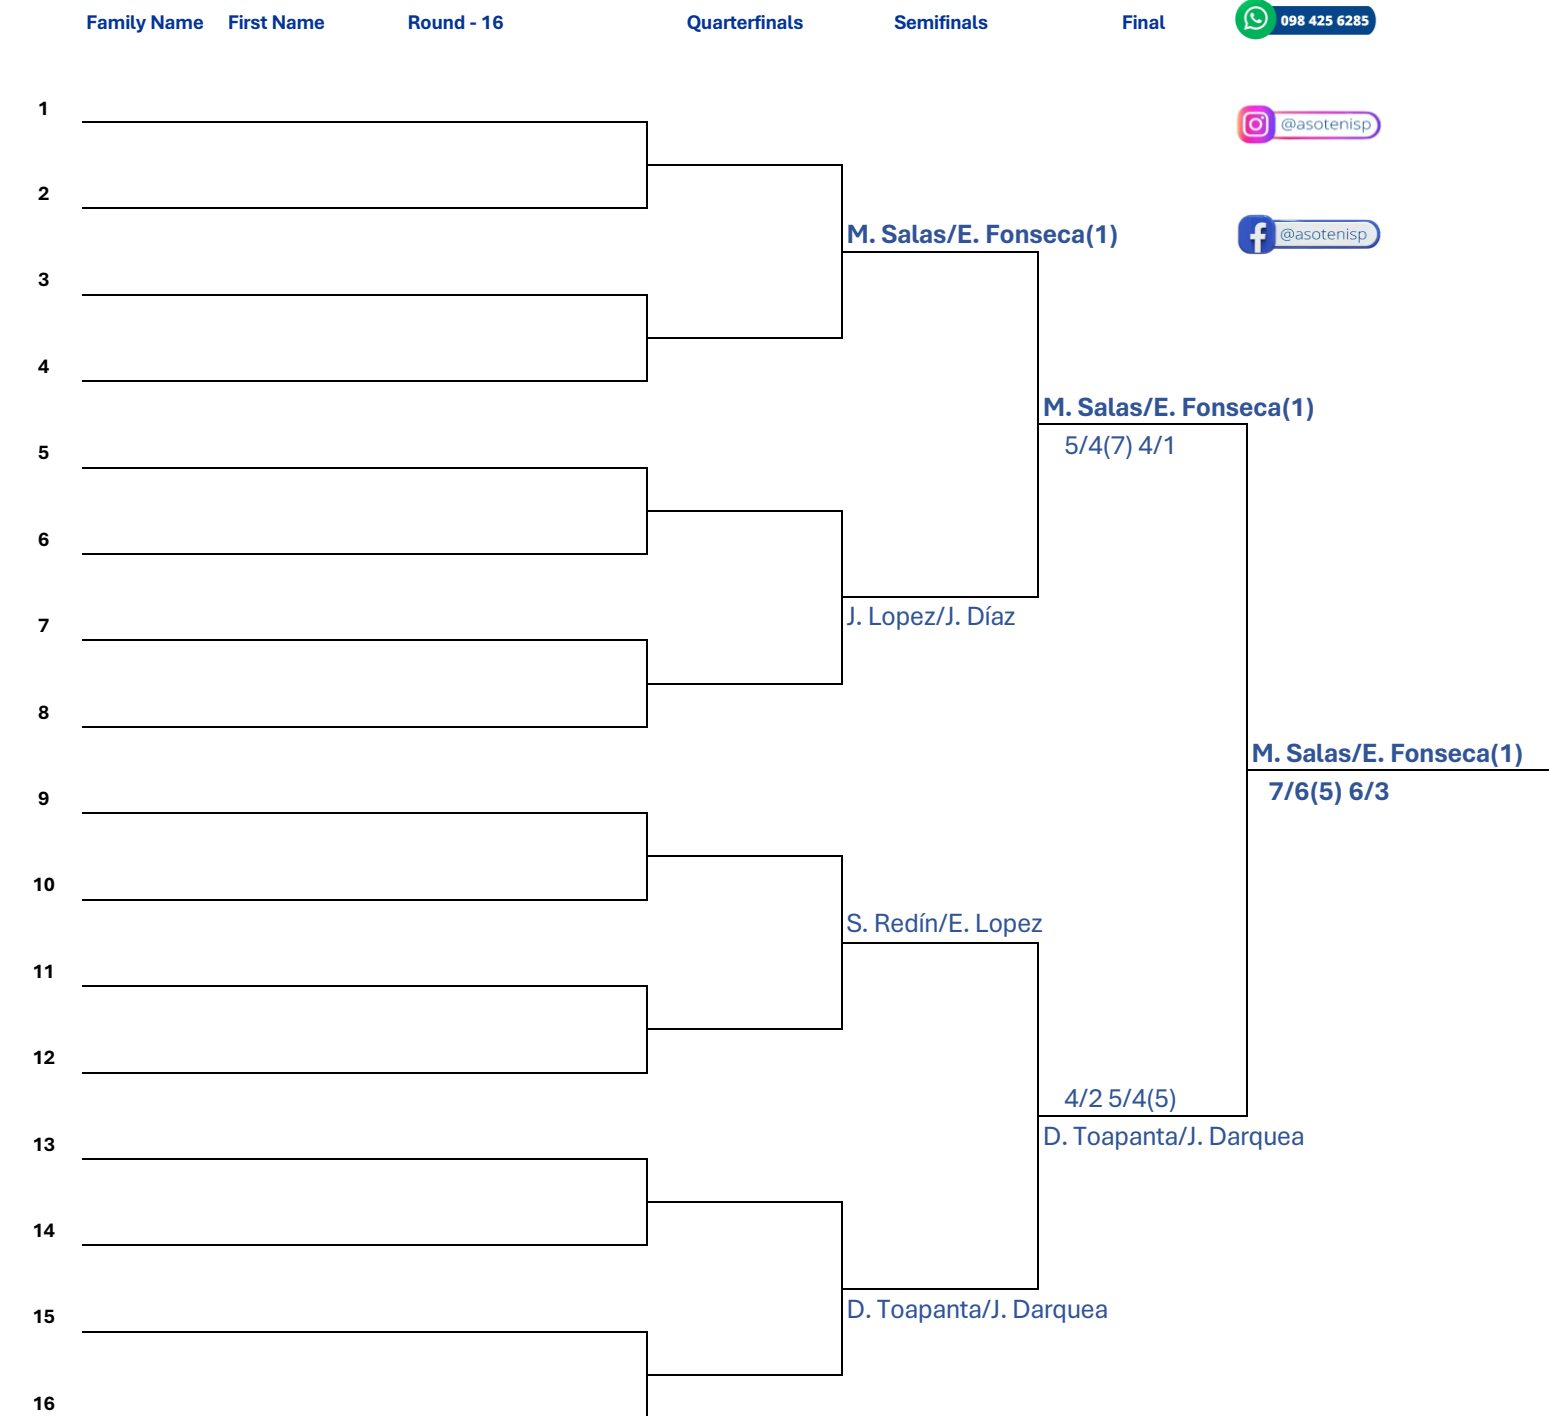 Family Name First Name Round - 16 Quarterfinals Semifinals Final 098 425 6285
1
@asotenisp
2
M. Salas/E. Fonseca(1)
@asotenisp
3
4
M. Salas/E. Fonseca(1)
5/4(7) 4/1
5
6
J. Lopez/J. Díaz
7
8
M. Salas/E. Fonseca(1)
7/6(5) 6/3
9
10
S. Redín/E. Lopez
11
12
4/2 5/4(5)
D. Toapanta/J. Darquea
13
14
D. Toapanta/J. Darquea
15
16